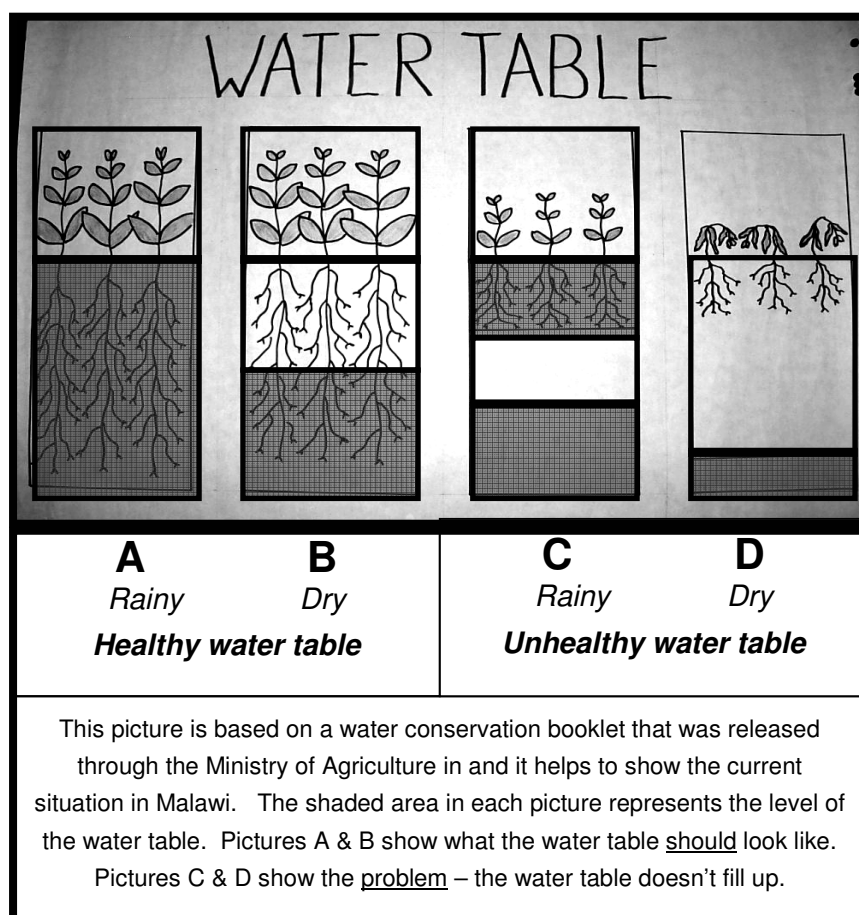 WATER TABLE
A B C D
Rainy Dry Rainy Dry
Healthy water table Unhealthy water table
This picture is based on a water conservation booklet that was released
through the Ministry of Agriculture in and it helps to show the current
situation in Malawi. The shaded area in each picture represents the level of
the water table. Pictures A & B show what the water table should look like.
Pictures C & D show the problem – the water table doesn't fill up.